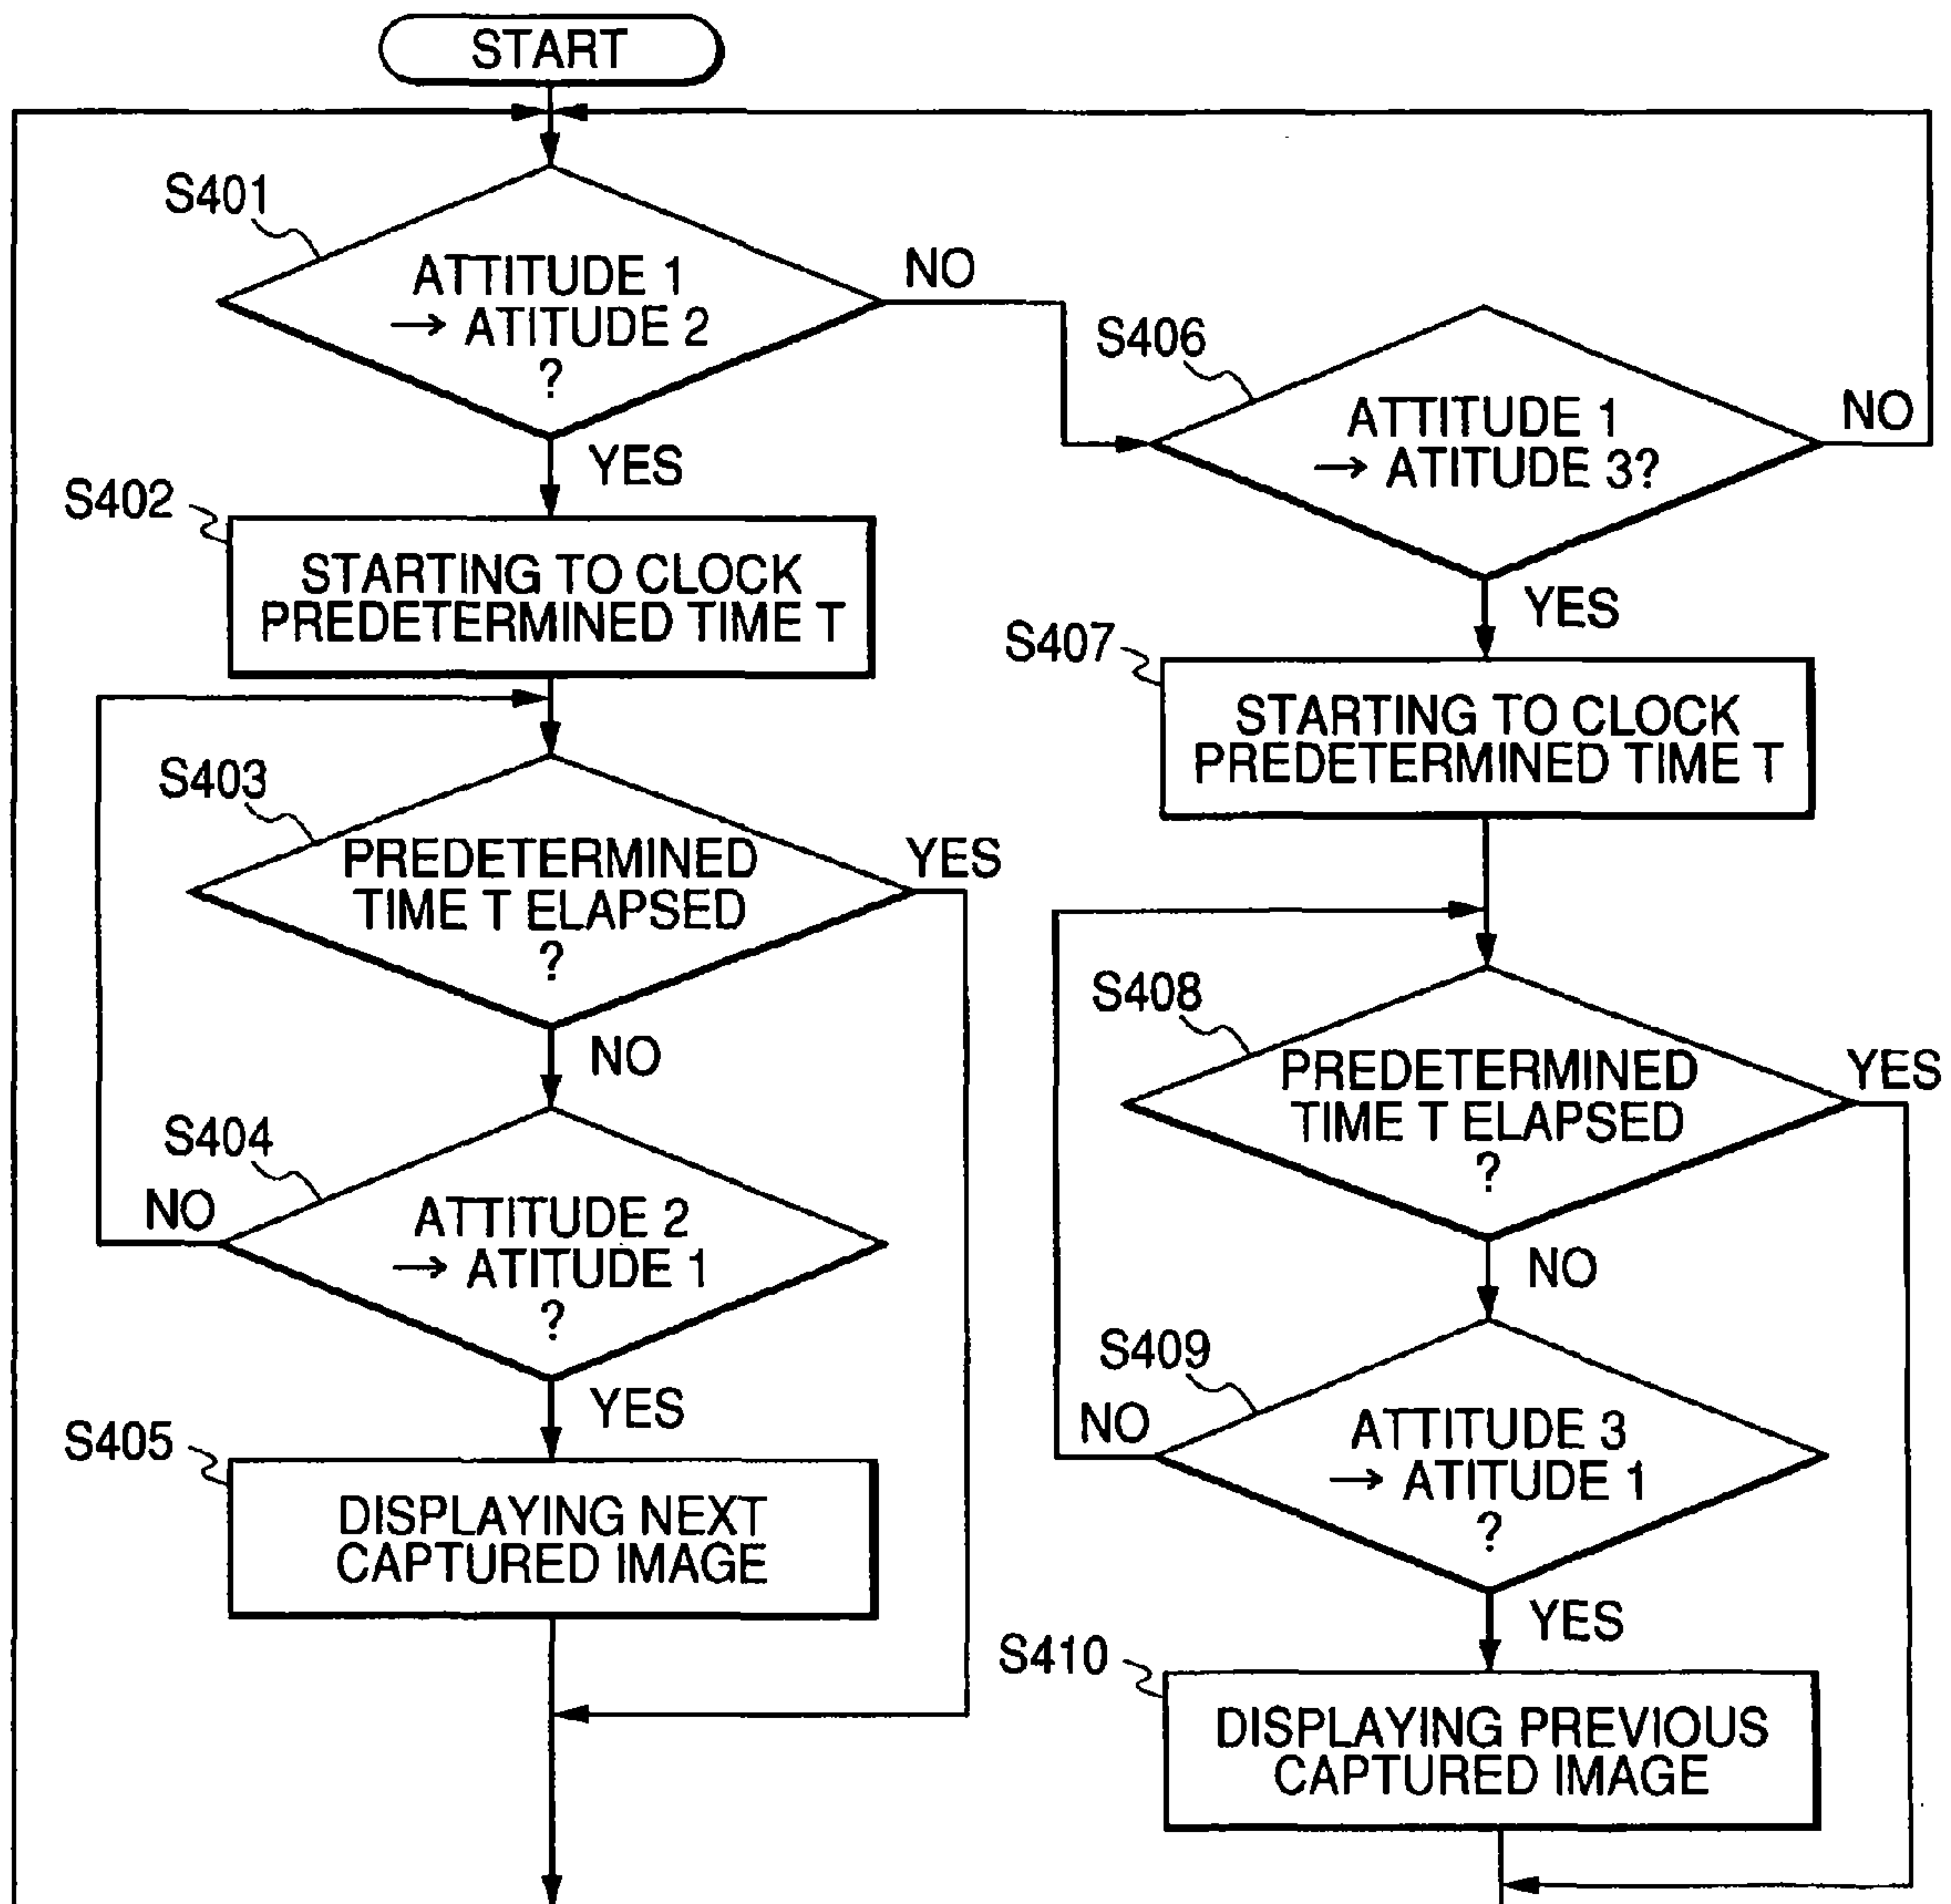 START
S401
ATTITUDE 1
→ ATITUDE 2
?
NO
YES
S402
STARTING TO CLOCK
PREDETERMINED TIME T
S403
PREDETERMINED
TIME T ELAPSED
?
YES
NO
S404
ATTITUDE 2
→ ATITUDE 1
?
NO
YES
S405
DISPLAYING NEXT
CAPTURED IMAGE
S406
ATTITUDE 1
→ ATITUDE 3?
NO
YES
S407
STARTING TO CLOCK
PREDETERMINED TIME T
S408
PREDETERMINED
TIME T ELAPSED
?
YES
NO
S409
ATTITUDE 3
→ ATITUDE 1
?
NO
YES
S410
DISPLAYING PREVIOUS
CAPTURED IMAGE